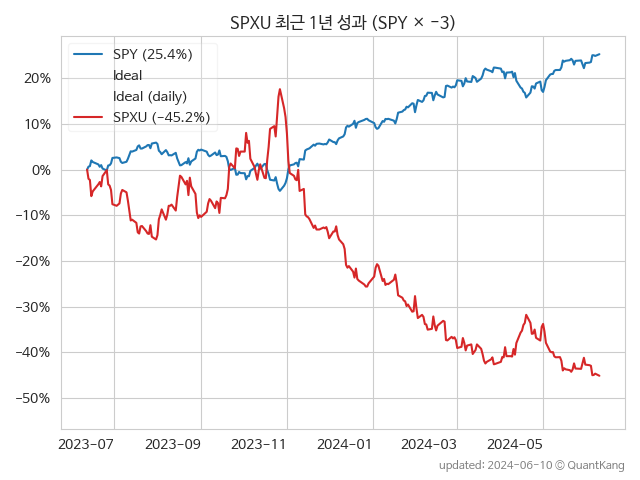 SPXU 최근 1년 성과 (SPY × −3)
SPY (25.4%)
Ideal
Ideal (daily)
SPXU (−45.2%)
20%
10%
0%
−10%
−20%
−30%
−40%
−50%
2023-07 2023-09 2023-11 2024-01 2024-03 2024-05
updated: 2024-06-10 © QuantKang